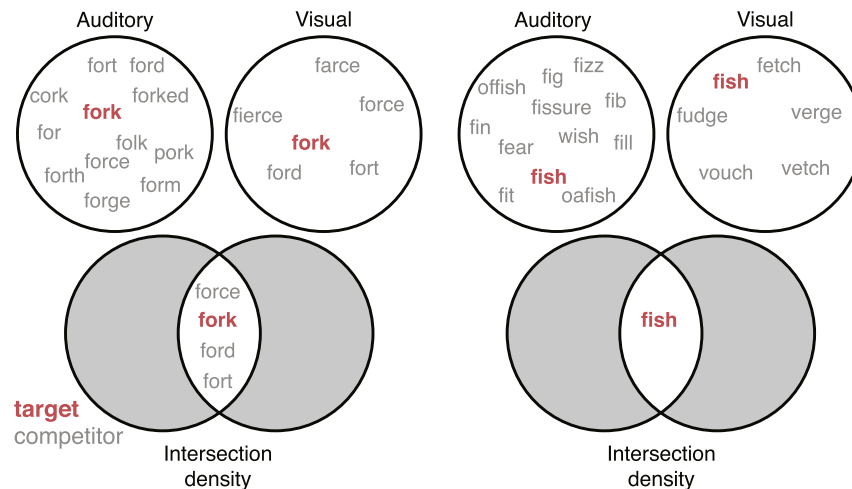 Auditory
Visual
fort ford
cork
forked
fork
for
folk
pork
force
forth
form
forge
farce
force
fierce
fork
ford
fort
Auditory
Visual
fizz
offish
fig
fissure
fib
fin
wish
fill
fear
fish
fit
oafish
fetch
fish
fudge
verge
vouch
vetch
force
fork
ford
fort
target
competitor
Intersection
density
fish
Intersection
density